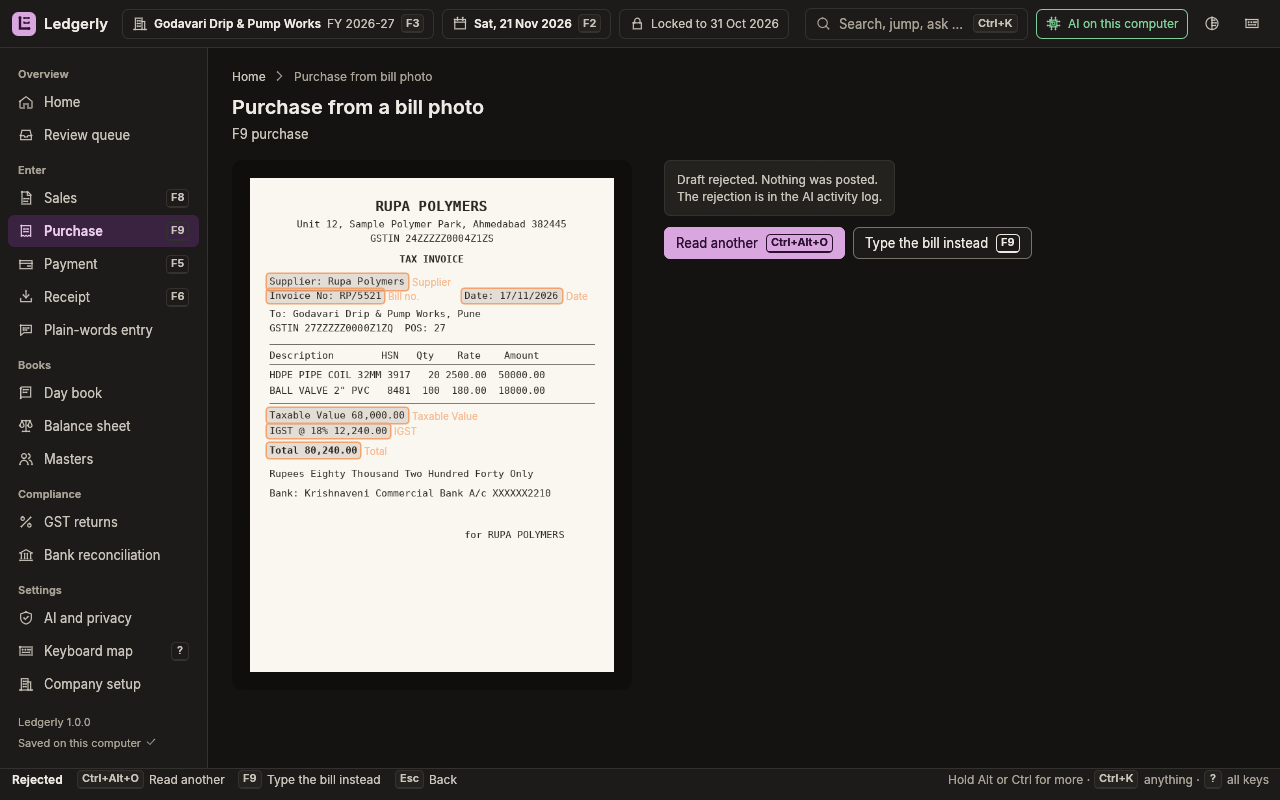 Ledgerly
Godavari Drip & Pump Works FY 2026-27 F3
Sat, 21 Nov 2026 F2
Locked to 31 Oct 2026
Search, jump, ask ... Ctrl+K
AI on this computer
Overview
Home
Review queue
Enter
Sales F8
Purchase F9
Payment F5
Receipt F6
Plain-words entry
Books
Day book
Balance sheet
Masters
Compliance
GST returns
Bank reconciliation
Settings
AI and privacy
Keyboard map ?
Company setup
Ledgerly 1.0.0
Saved on this computer
Home > Purchase from bill photo
Purchase from a bill photo
F9 purchase
RUPA POLYMERS
Unit 12, Sample Polymer Park, Ahmedabad 382445
GSTIN 24ZZZZZ0004Z1ZS
TAX INVOICE
Supplier: Rupa Polymers Supplier
Invoice No: RP/5521 Bill no. Date: 17/11/2026 Date
To: Godavari Drip & Pump Works, Pune
GSTIN 27ZZZZZ0000Z1ZQ POS: 27
Description HSN Qty Rate Amount
HDPE PIPE COIL 32MM 3917 20 2500.00 50000.00
BALL VALVE 2" PVC 8481 100 180.00 18000.00
Taxable Value 68,000.00 Taxable Value
IGST @ 18% 12,240.00 IGST
Total 80,240.00 Total
Rupees Eighty Thousand Two Hundred Forty Only
Bank: Krishnaveni Commercial Bank A/c XXXXXX2210
for RUPA POLYMERS
Draft rejected. Nothing was posted.
The rejection is in the AI activity log.
Read another Ctrl+Alt+O
Type the bill instead F9
Rejected Ctrl+Alt+O Read another F9 Type the bill instead Esc Back
Hold Alt or Ctrl for more · Ctrl+K anything · ? all keys